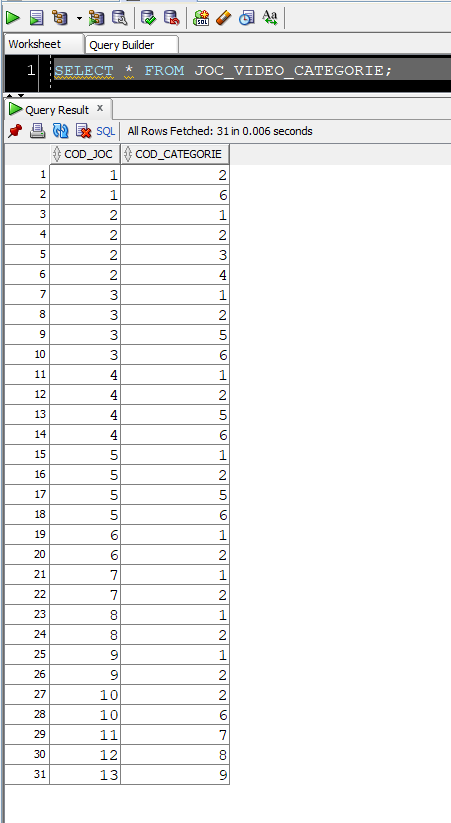 SQL
Aa
Worksheet Query Builder
1 SELECT * FROM JOC_VIDEO_CATEGORIE;
Query Result x
SQL All Rows Fetched: 31 in 0.006 seconds
COD_JOC COD_CATEGORIE
1 1 2
2 1 6
3 2 1
4 2 2
5 2 3
6 2 4
7 3 1
8 3 2
9 3 5
10 3 6
11 4 1
12 4 2
13 4 5
14 4 6
15 5 1
16 5 2
17 5 5
18 5 6
19 6 1
20 6 2
21 7 1
22 7 2
23 8 1
24 8 2
25 9 1
26 9 2
27 10 2
28 10 6
29 11 7
30 12 8
31 13 9